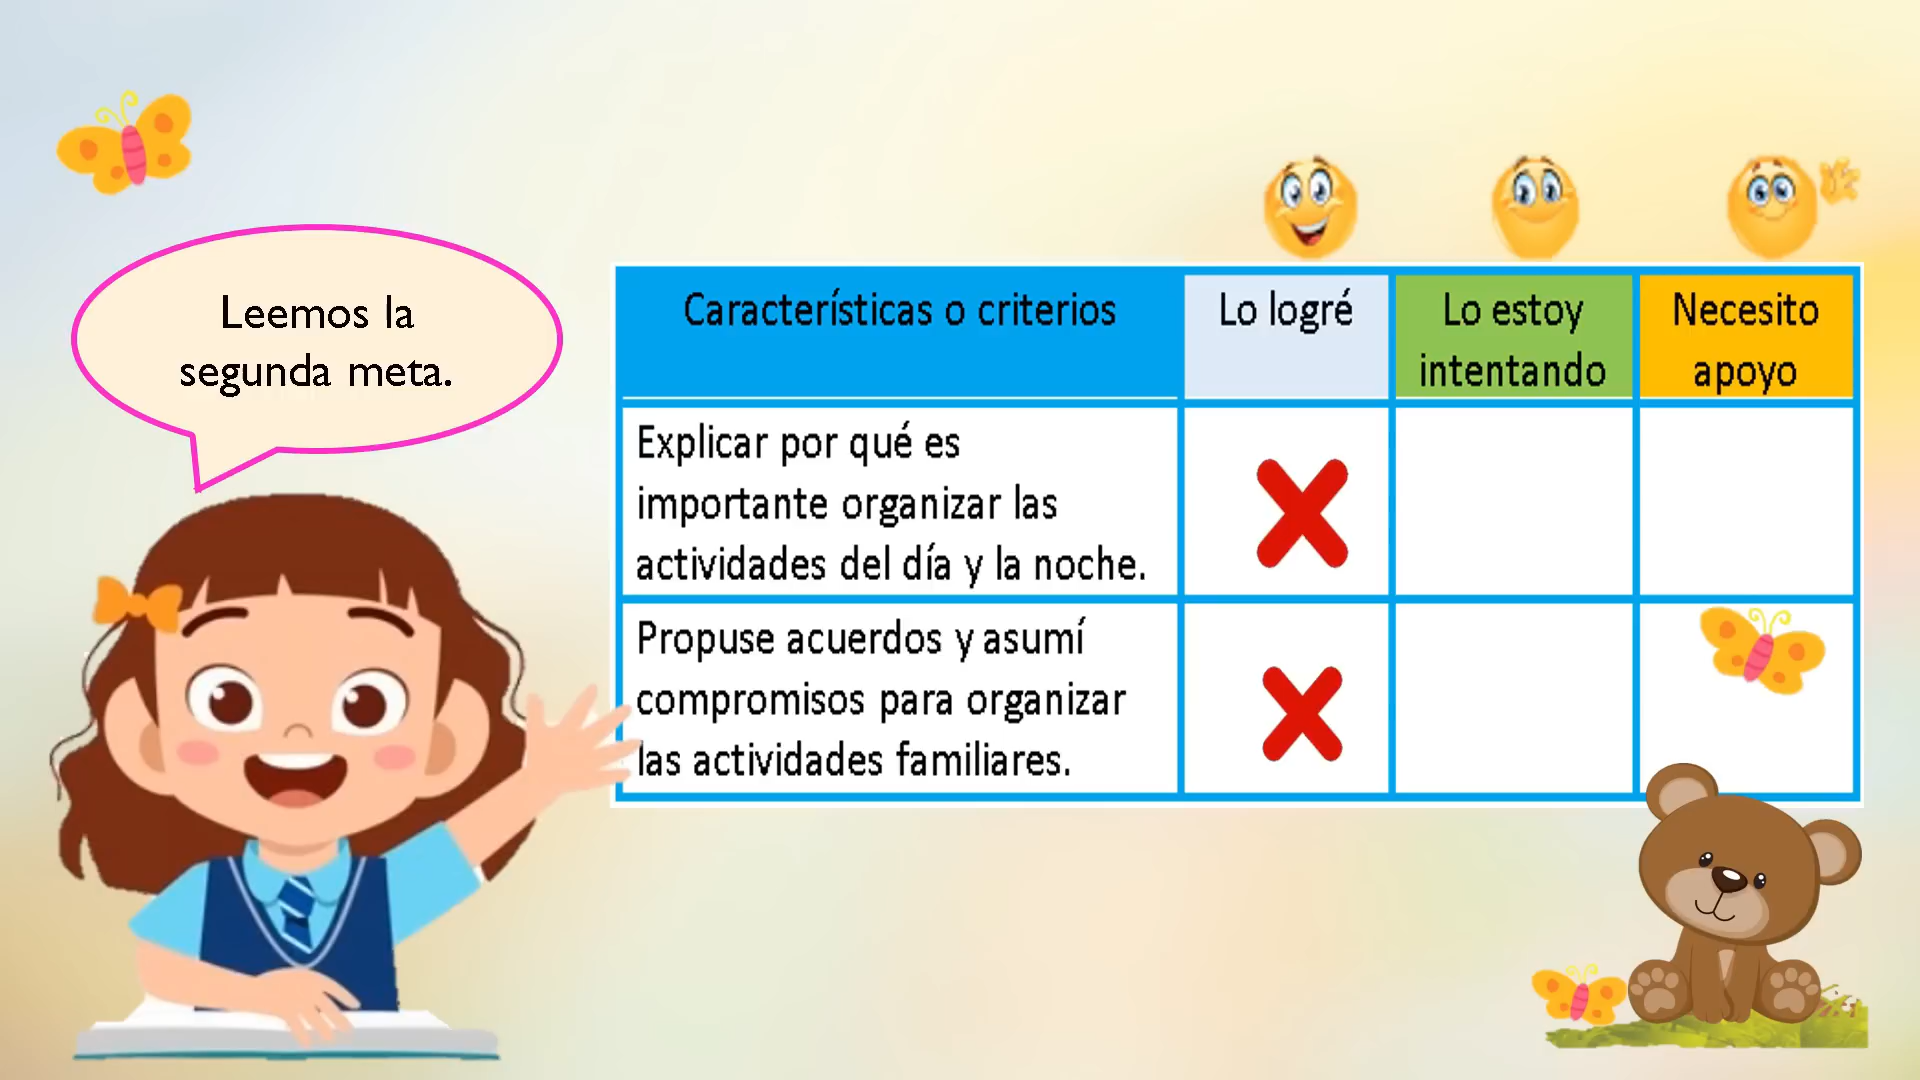 Leemos la
segunda meta.
Características o criterios
Lo logré
Lo estoy
intentando
Necesito
apoyo
Explicar por qué es
importante organizar las
actividades del día y la noche.
Propuse acuerdos y asumí
compromisos para organizar
las actividades familiares.